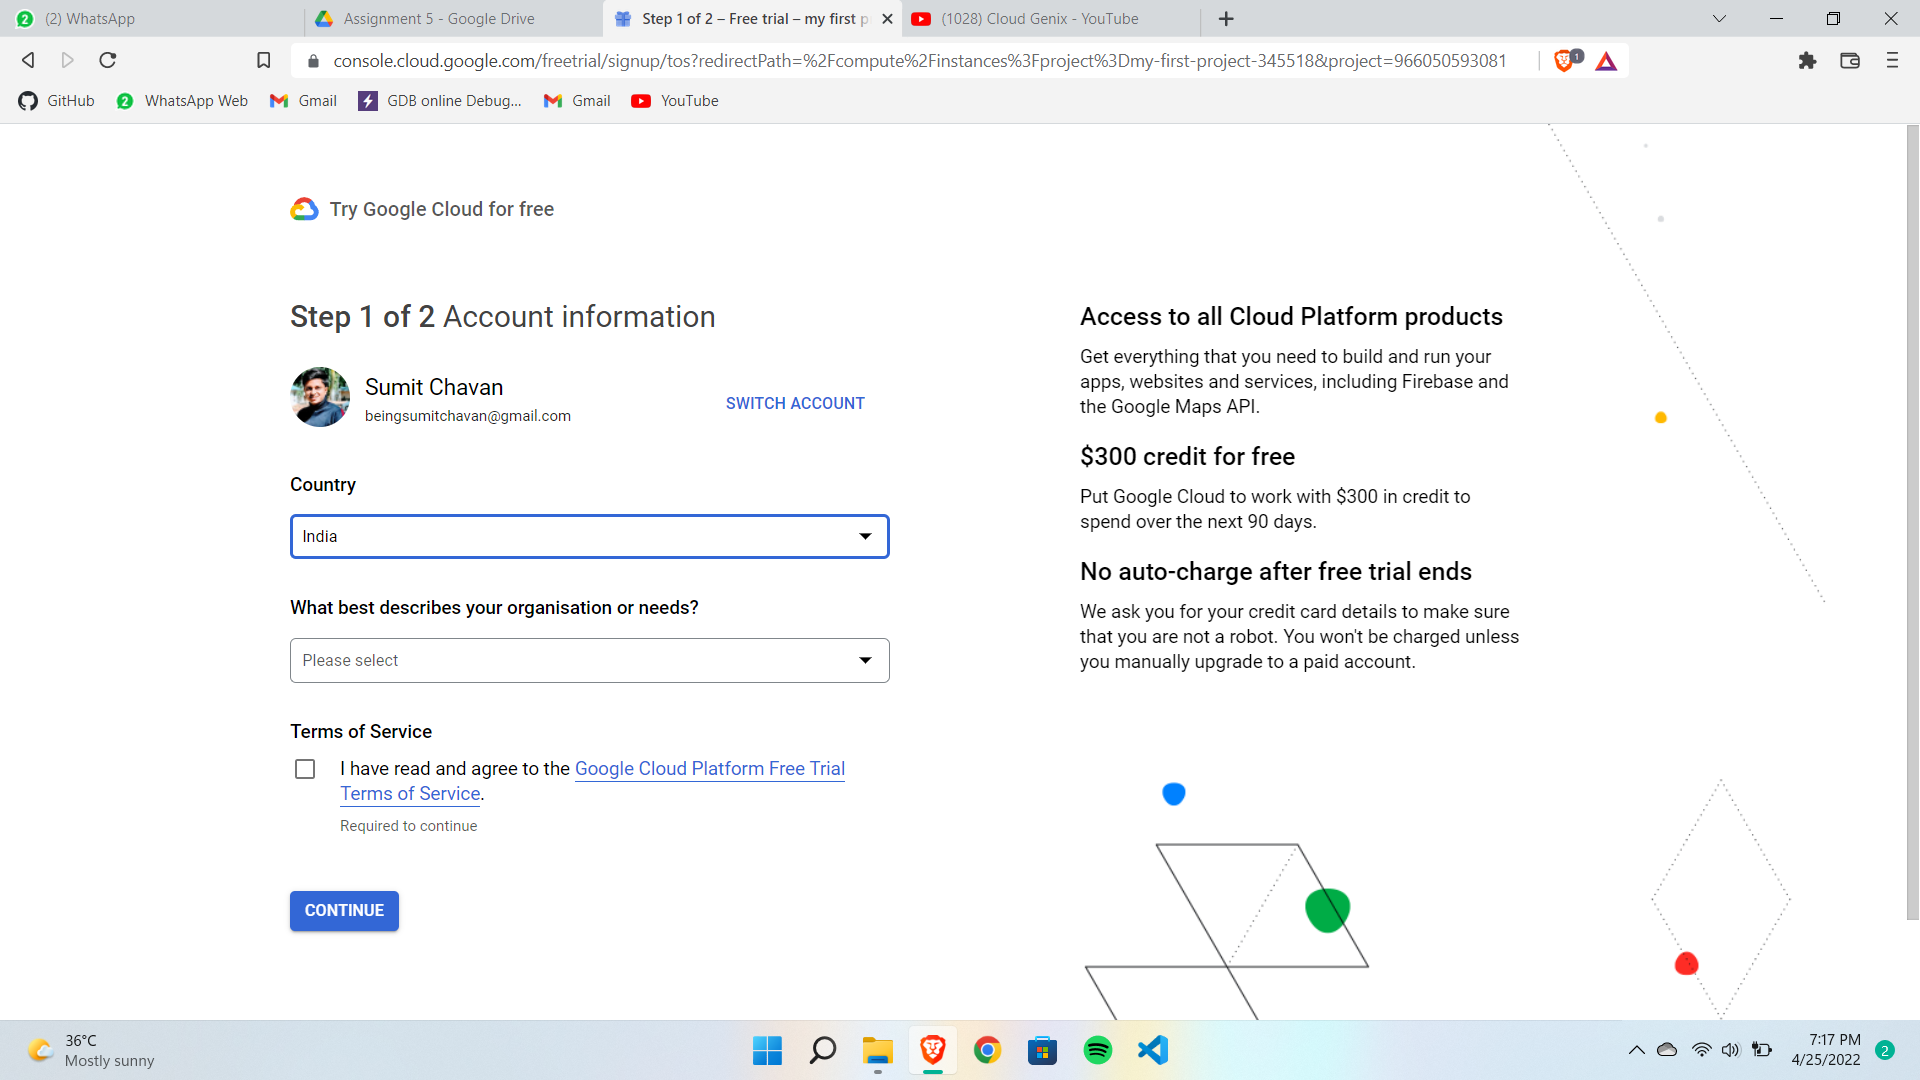 (2) WhatsApp
Assignment 5 - Google Drive
Step 1 of 2 – Free trial – my first p
(1028) Cloud Genix - YouTube
console.cloud.google.com/freetrial/signup/tos?redirectPath=%2Fcompute%2Finstances%3Fproject%3Dmy-first-project-345518&project=966050593081
1
GitHub
WhatsApp Web
Gmail
GDB online Debug...
Gmail
YouTube
Try Google Cloud for free
Step 1 of 2 Account information
Sumit Chavan
beingsumitchavan@gmail.com
SWITCH ACCOUNT
Country
India
What best describes your organisation or needs?
Please select
Terms of Service
I have read and agree to the Google Cloud Platform Free Trial
Terms of Service.
Required to continue
CONTINUE
Access to all Cloud Platform products
Get everything that you need to build and run your
apps, websites and services, including Firebase and
the Google Maps API.
$300 credit for free
Put Google Cloud to work with $300 in credit to
spend over the next 90 days.
No auto-charge after free trial ends
We ask you for your credit card details to make sure
that you are not a robot. You won't be charged unless
you manually upgrade to a paid account.
36°C
Mostly sunny
7:17 PM
4/25/2022
2